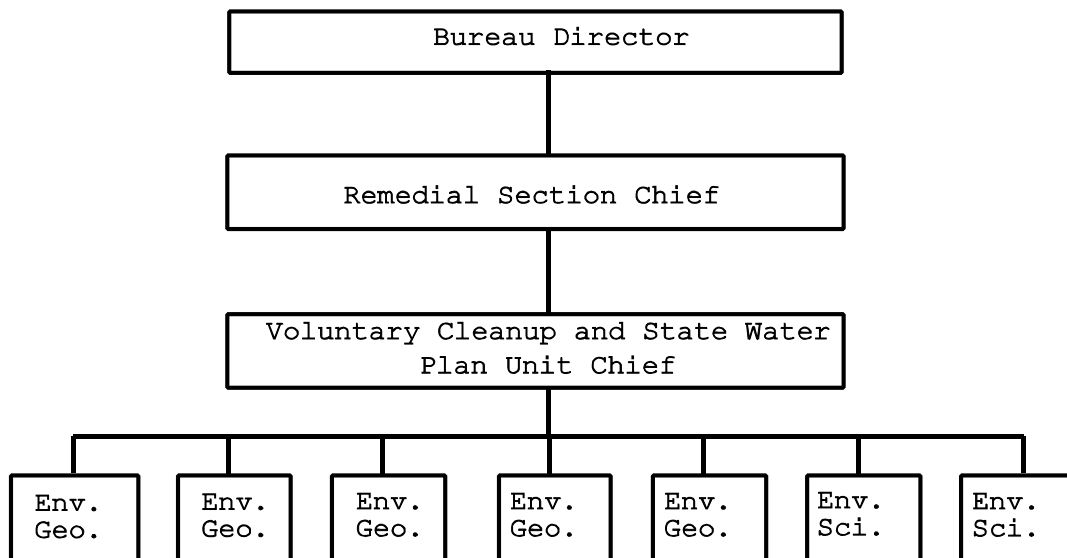 Bureau Director
Remedial Section Chief
Voluntary Cleanup and State Water
Plan Unit Chief
Env.
Geo.
Env.
Geo.
Env.
Geo.
Env.
Geo.
Env.
Geo.
Env.
Sci.
Env.
Sci.